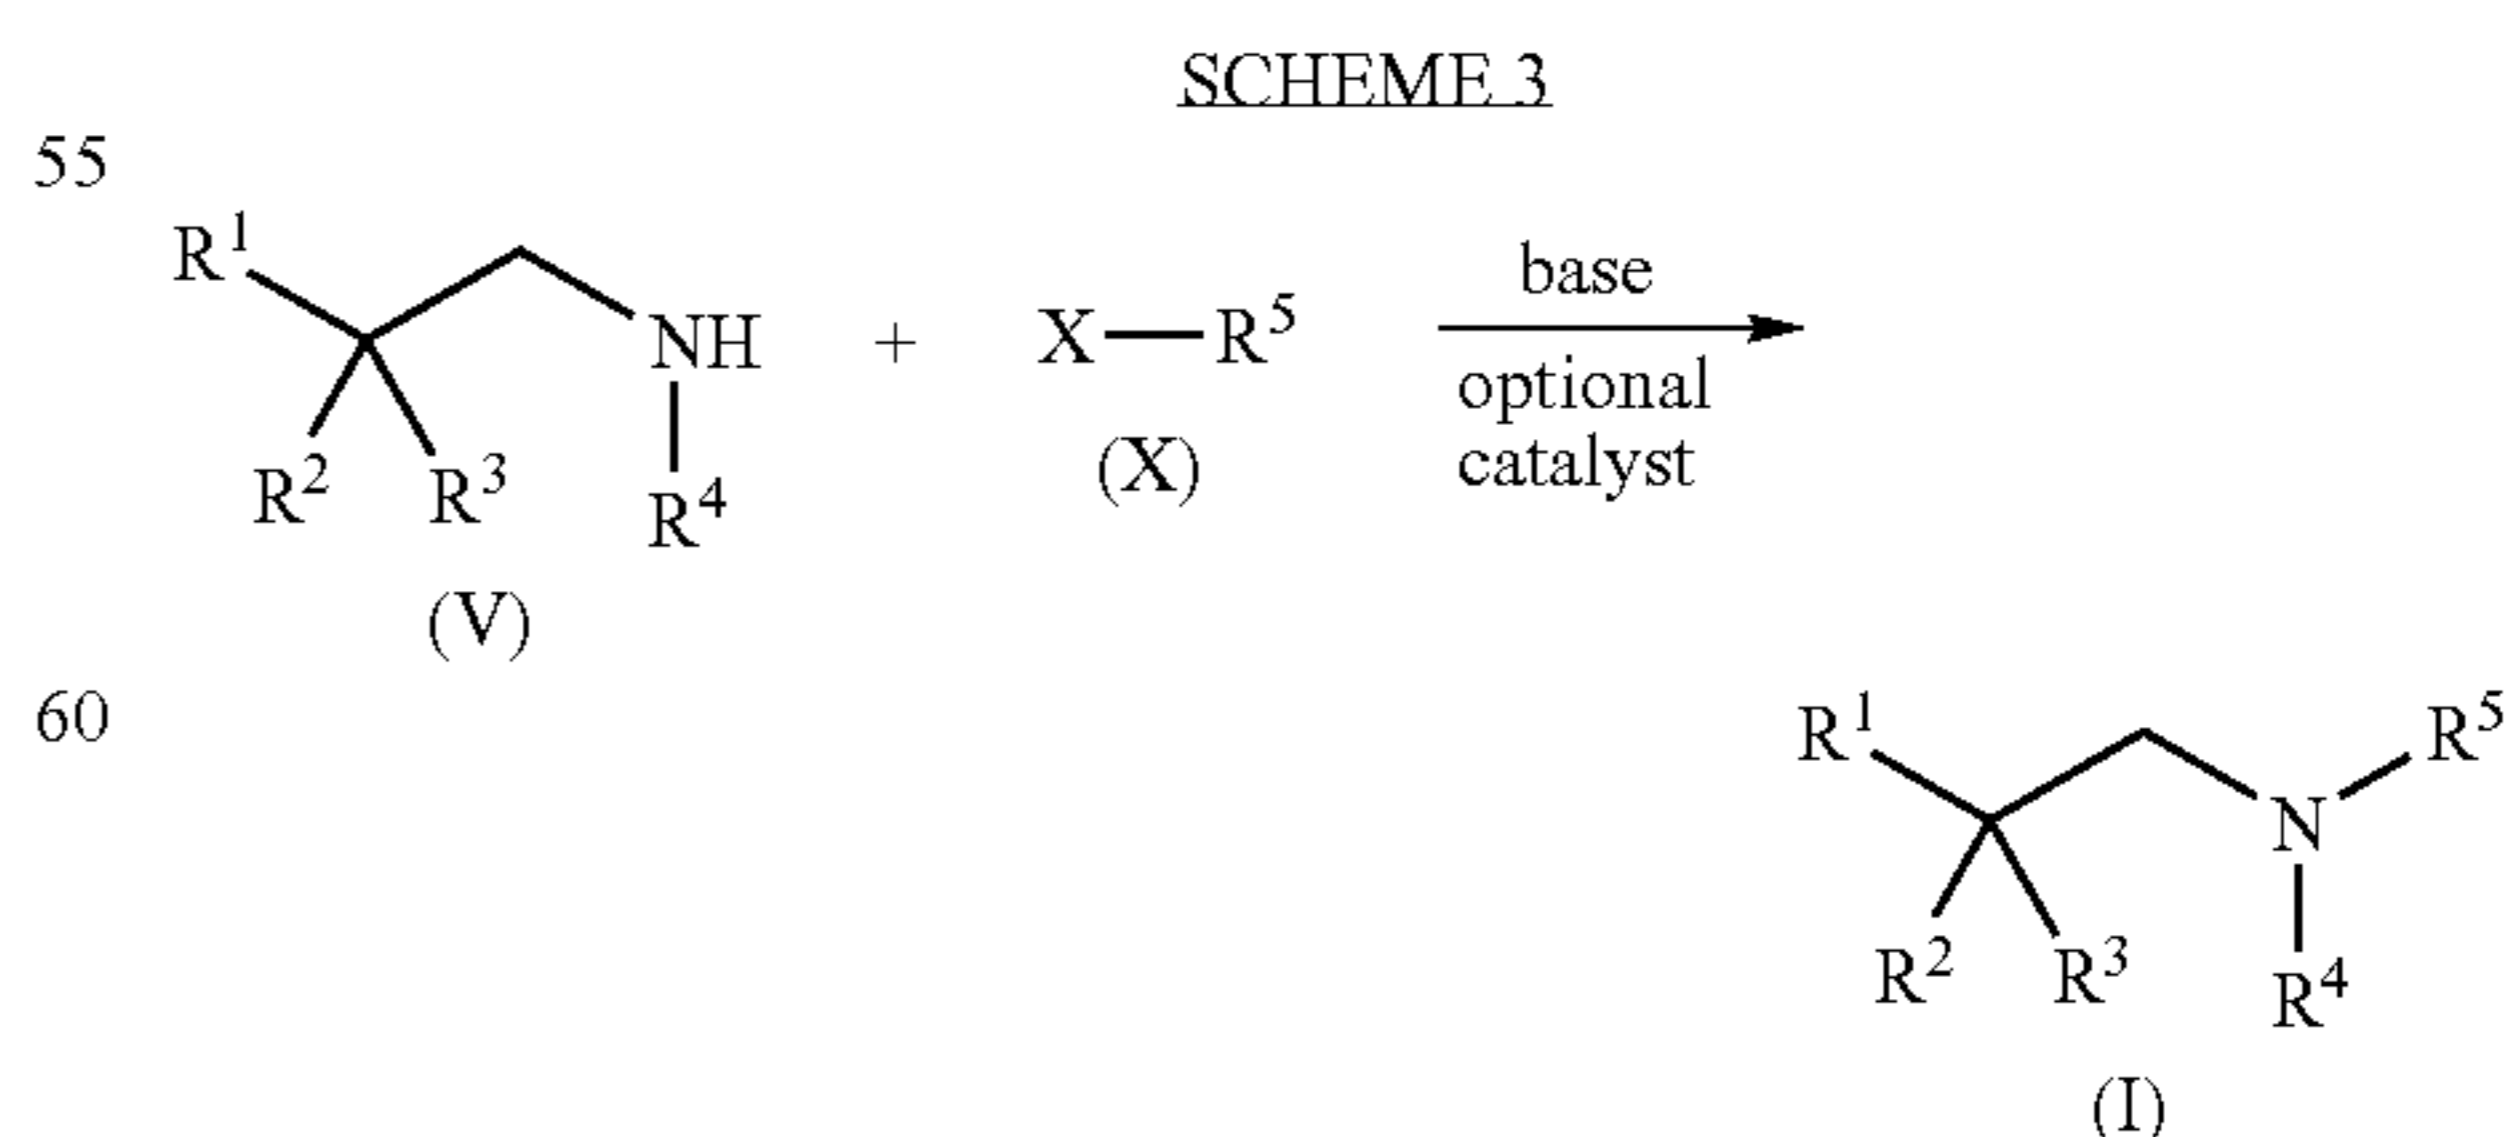 SCHEME 3
55
R¹
base
NH + X—R⁵
optional
catalyst
(X)
R² R³
R⁴
(V)
60
R¹ R⁵
N
R² R³
R⁴
(I)